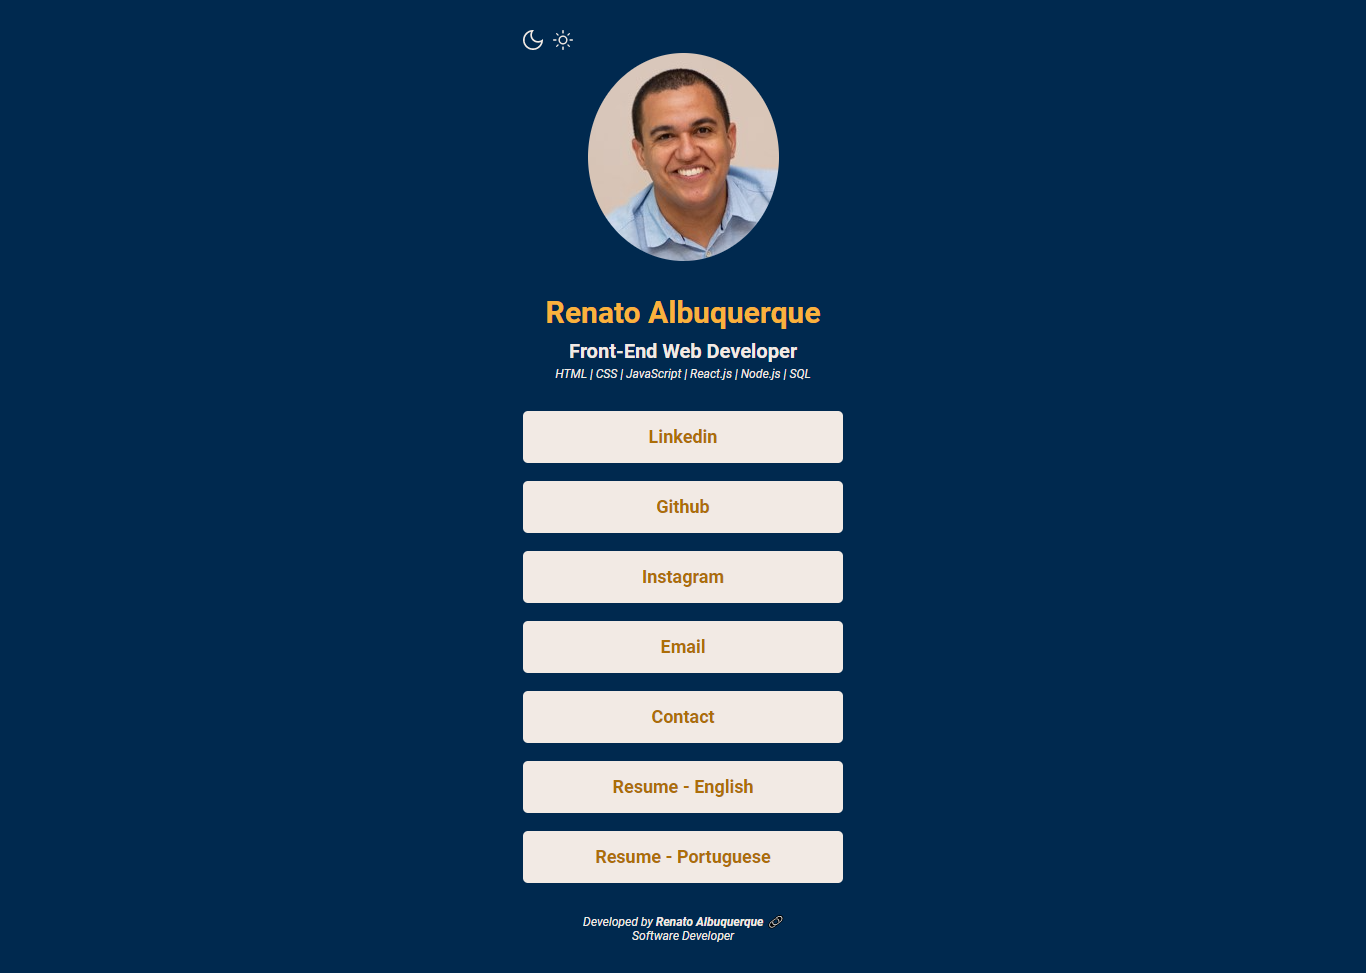 Renato Albuquerque
Front-End Web Developer
HTML | CSS | JavaScript | React.js | Node.js | SQL
Linkedin
Github
Instagram
Email
Contact
Resume - English
Resume - Portuguese
Developed by Renato Albuquerque
Software Developer